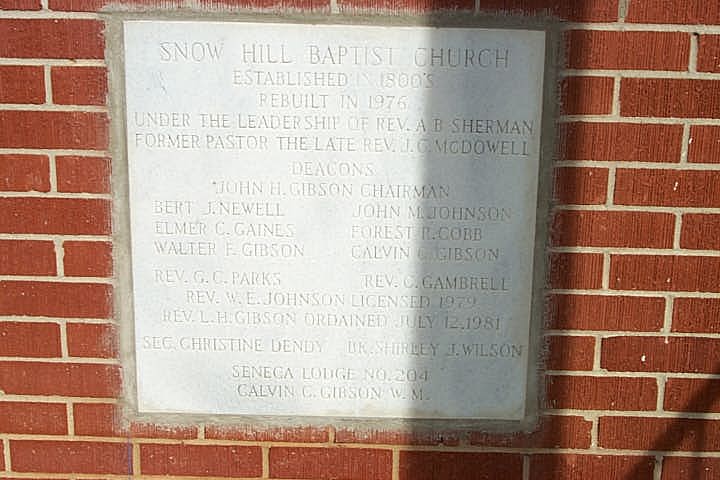 SNOW HILL BAPTIST CHURCH
ESTABLISHED IN 1800'S
REBUILT IN 1976
UNDER THE LEADERSHIP OF REV. A B SHERMAN
FORMER PASTOR THE LATE REV. J. C. MCDOWELL
DEACONS
JOHN H. GIBSON CHAIRMAN
BERT J. NEWELL JOHN M. JOHNSON
ELMER C. GAINES FOREST R. COBB
WALTER F. GIBSON CALVIN C. GIBSON
REV. G. C. PARKS REV. C. GAMBRELL
REV. W. E. JOHNSON LICENSED 1979
REV. L. H. GIBSON ORDAINED JULY 12, 1981
SEC. CHRISTINE DENDY BK. SHIRLEY J. WILSON
SENECA LODGE NO. 204
CALVIN C. GIBSON W. M.